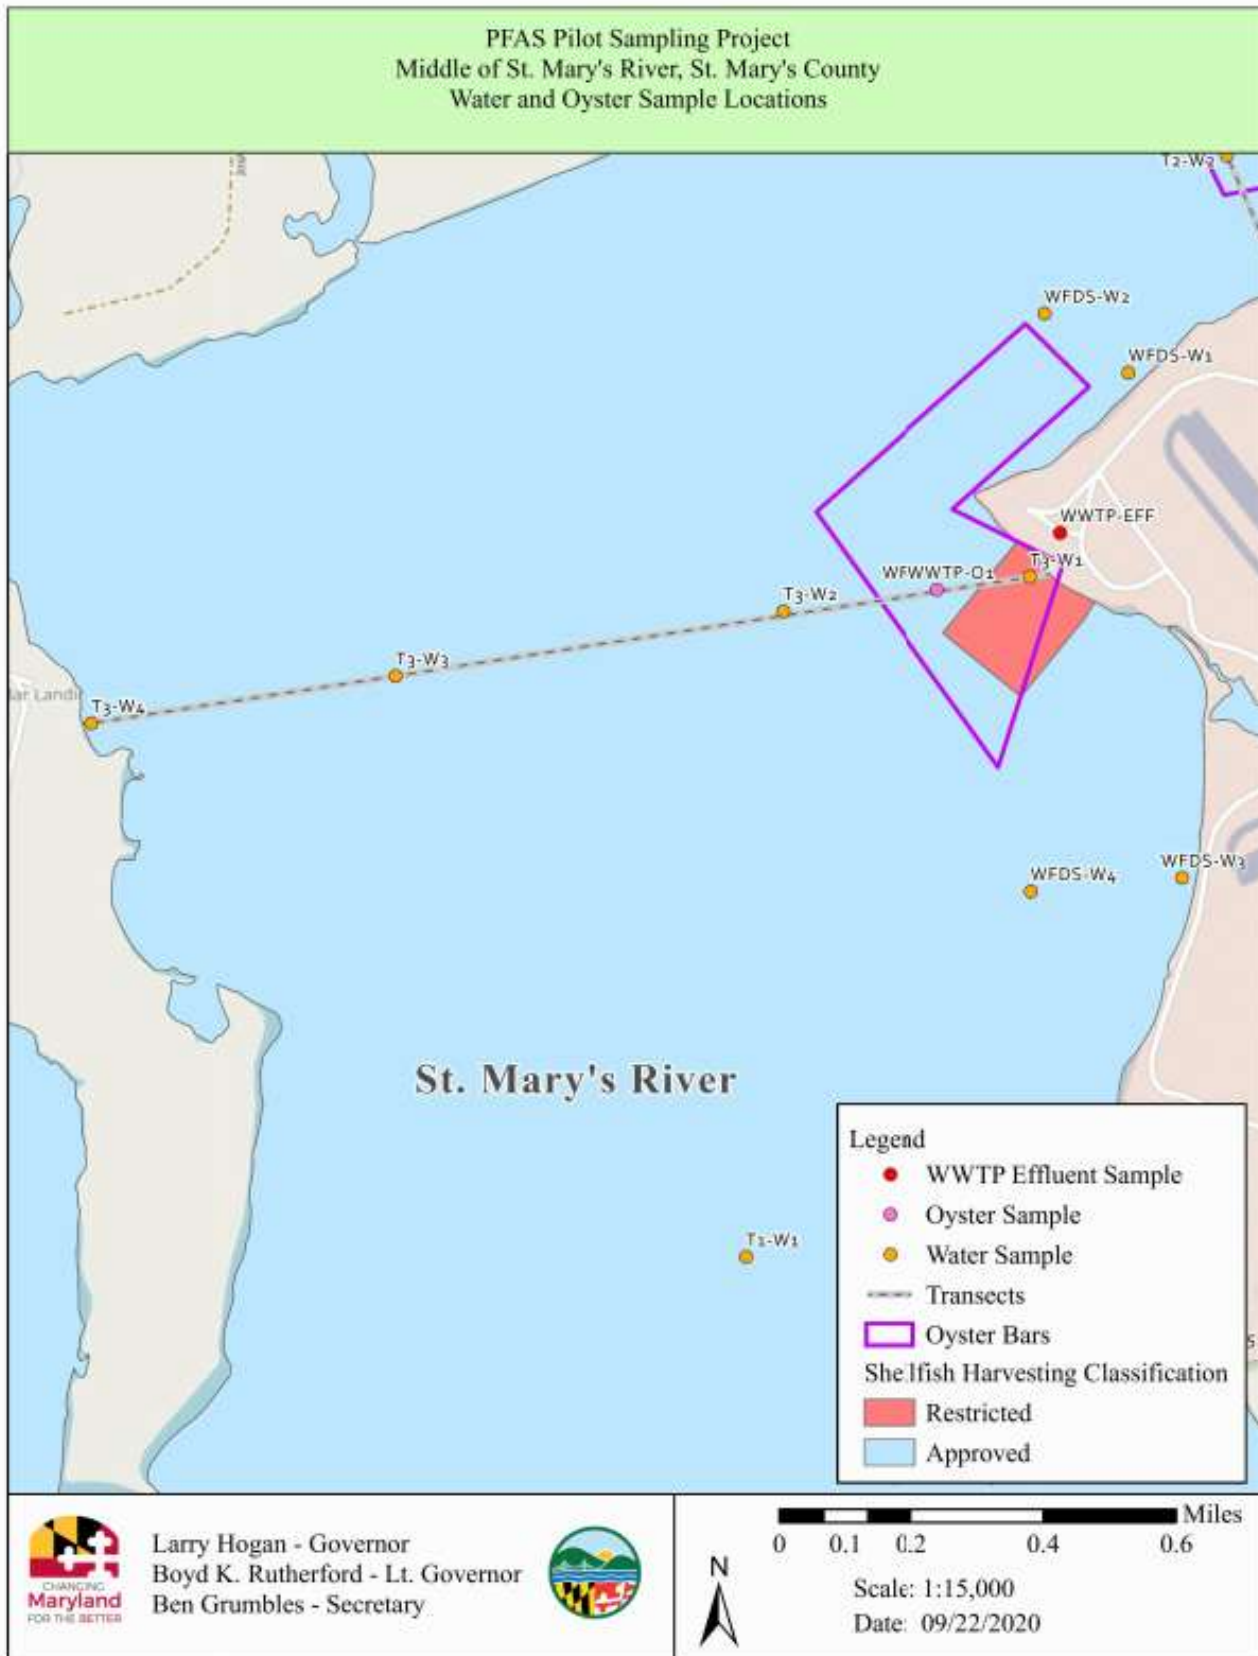 PFAS Pilot Sampling Project
Middle of St. Mary's River, St. Mary's County
Water and Oyster Sample Locations
T2-W2
WFDS-W2
WFDS-W1
WWTP-EFF
T3-W1
WFWWTP-O1
T3-W2
T3-W3
T3-W4
WFDS-W3
WFDS-W4
St. Mary's River
T1-W1
Legend
WWTP Effluent Sample
Oyster Sample
Water Sample
Transects
Oyster Bars
Shellfish Harvesting Classification
Restricted
Approved
CHANGING
Maryland
FOR THE BETTER
Larry Hogan - Governor
Boyd K. Rutherford - Lt. Governor
Ben Grumbles - Secretary
N
Miles
0 0.1 0.2 0.4 0.6
Scale: 1:15,000
Date: 09/22/2020